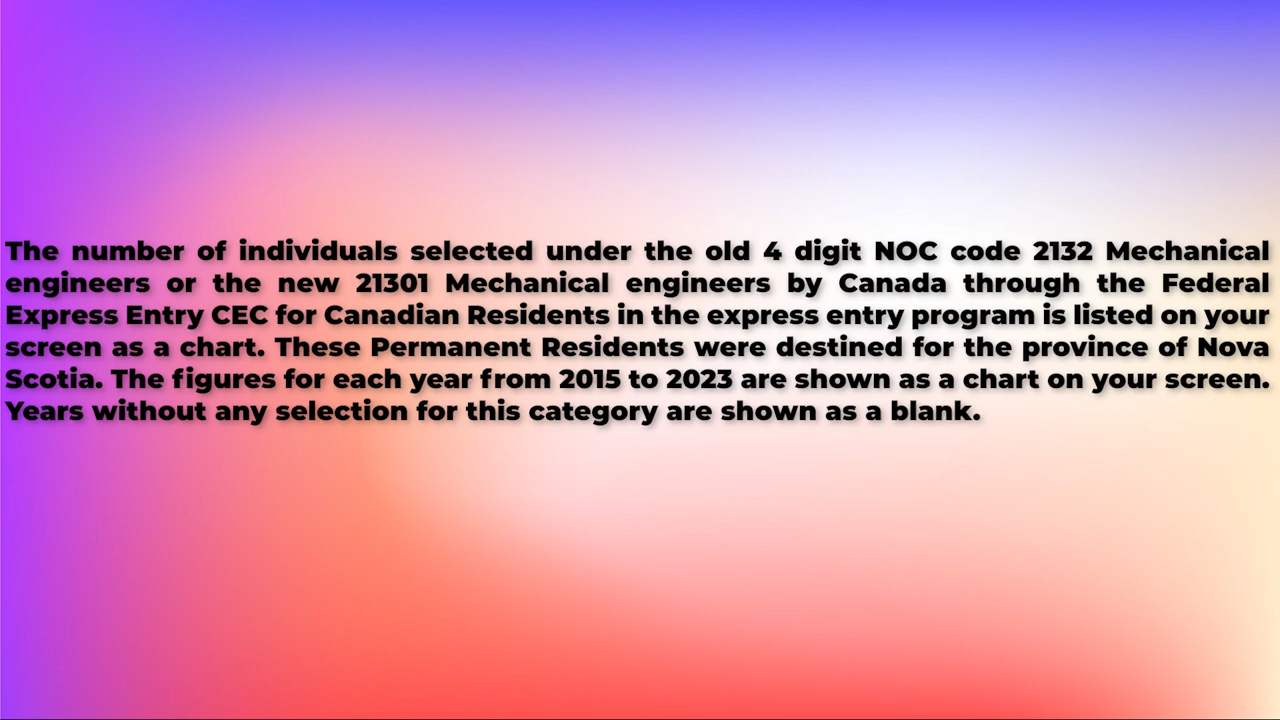 The number of individuals selected under the old 4 digit NOC code 2132 Mechanical
engineers or the new 21301 Mechanical engineers by Canada through the Federal
Express Entry CEC for Canadian Residents in the express entry program is listed on your
screen as a chart. These Permanent Residents were destined for the province of Nova
Scotia. The figures for each year from 2015 to 2023 are shown as a chart on your screen.
Years without any selection for this category are shown as a blank.